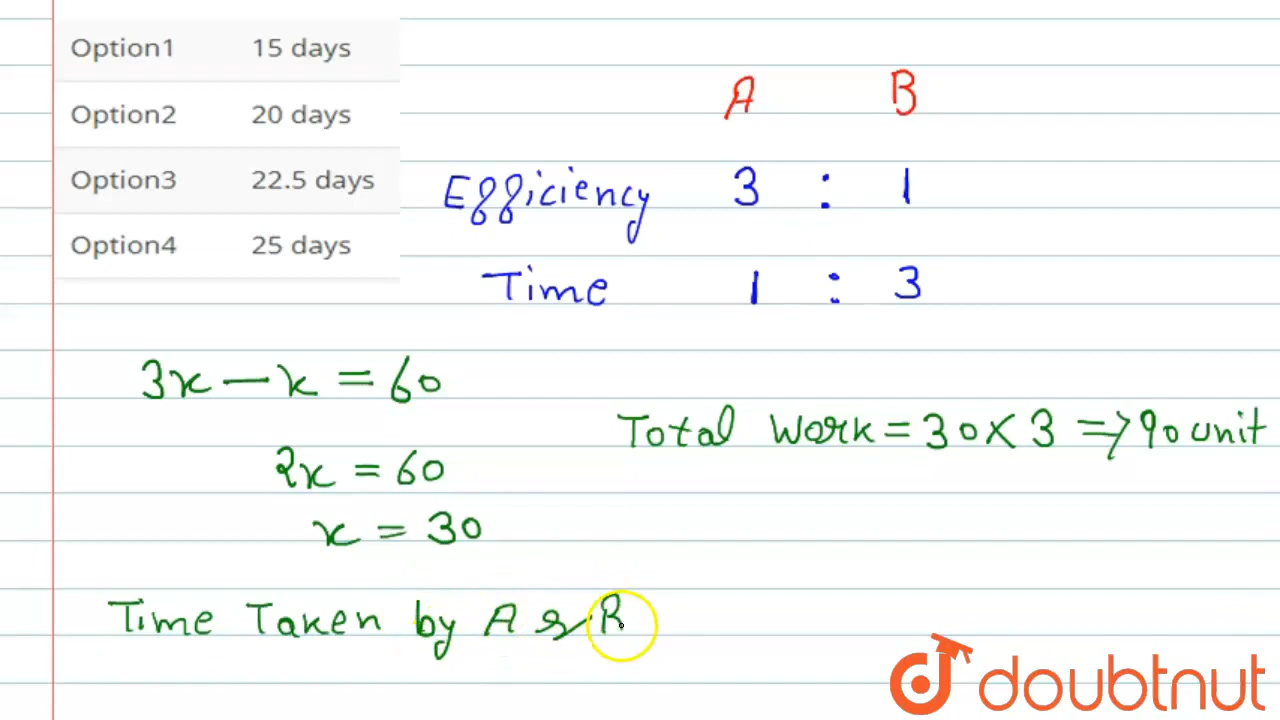 Option1 15 days
Option2 20 days
Option3 22.5 days
Option4 25 days
A B
Efficiency 3 : 1
Time 1 : 3
3x - x = 60
2x = 60
x = 30
Total Work = 30 X 3 => 90 unit
Time Taken by A &
doubtnut